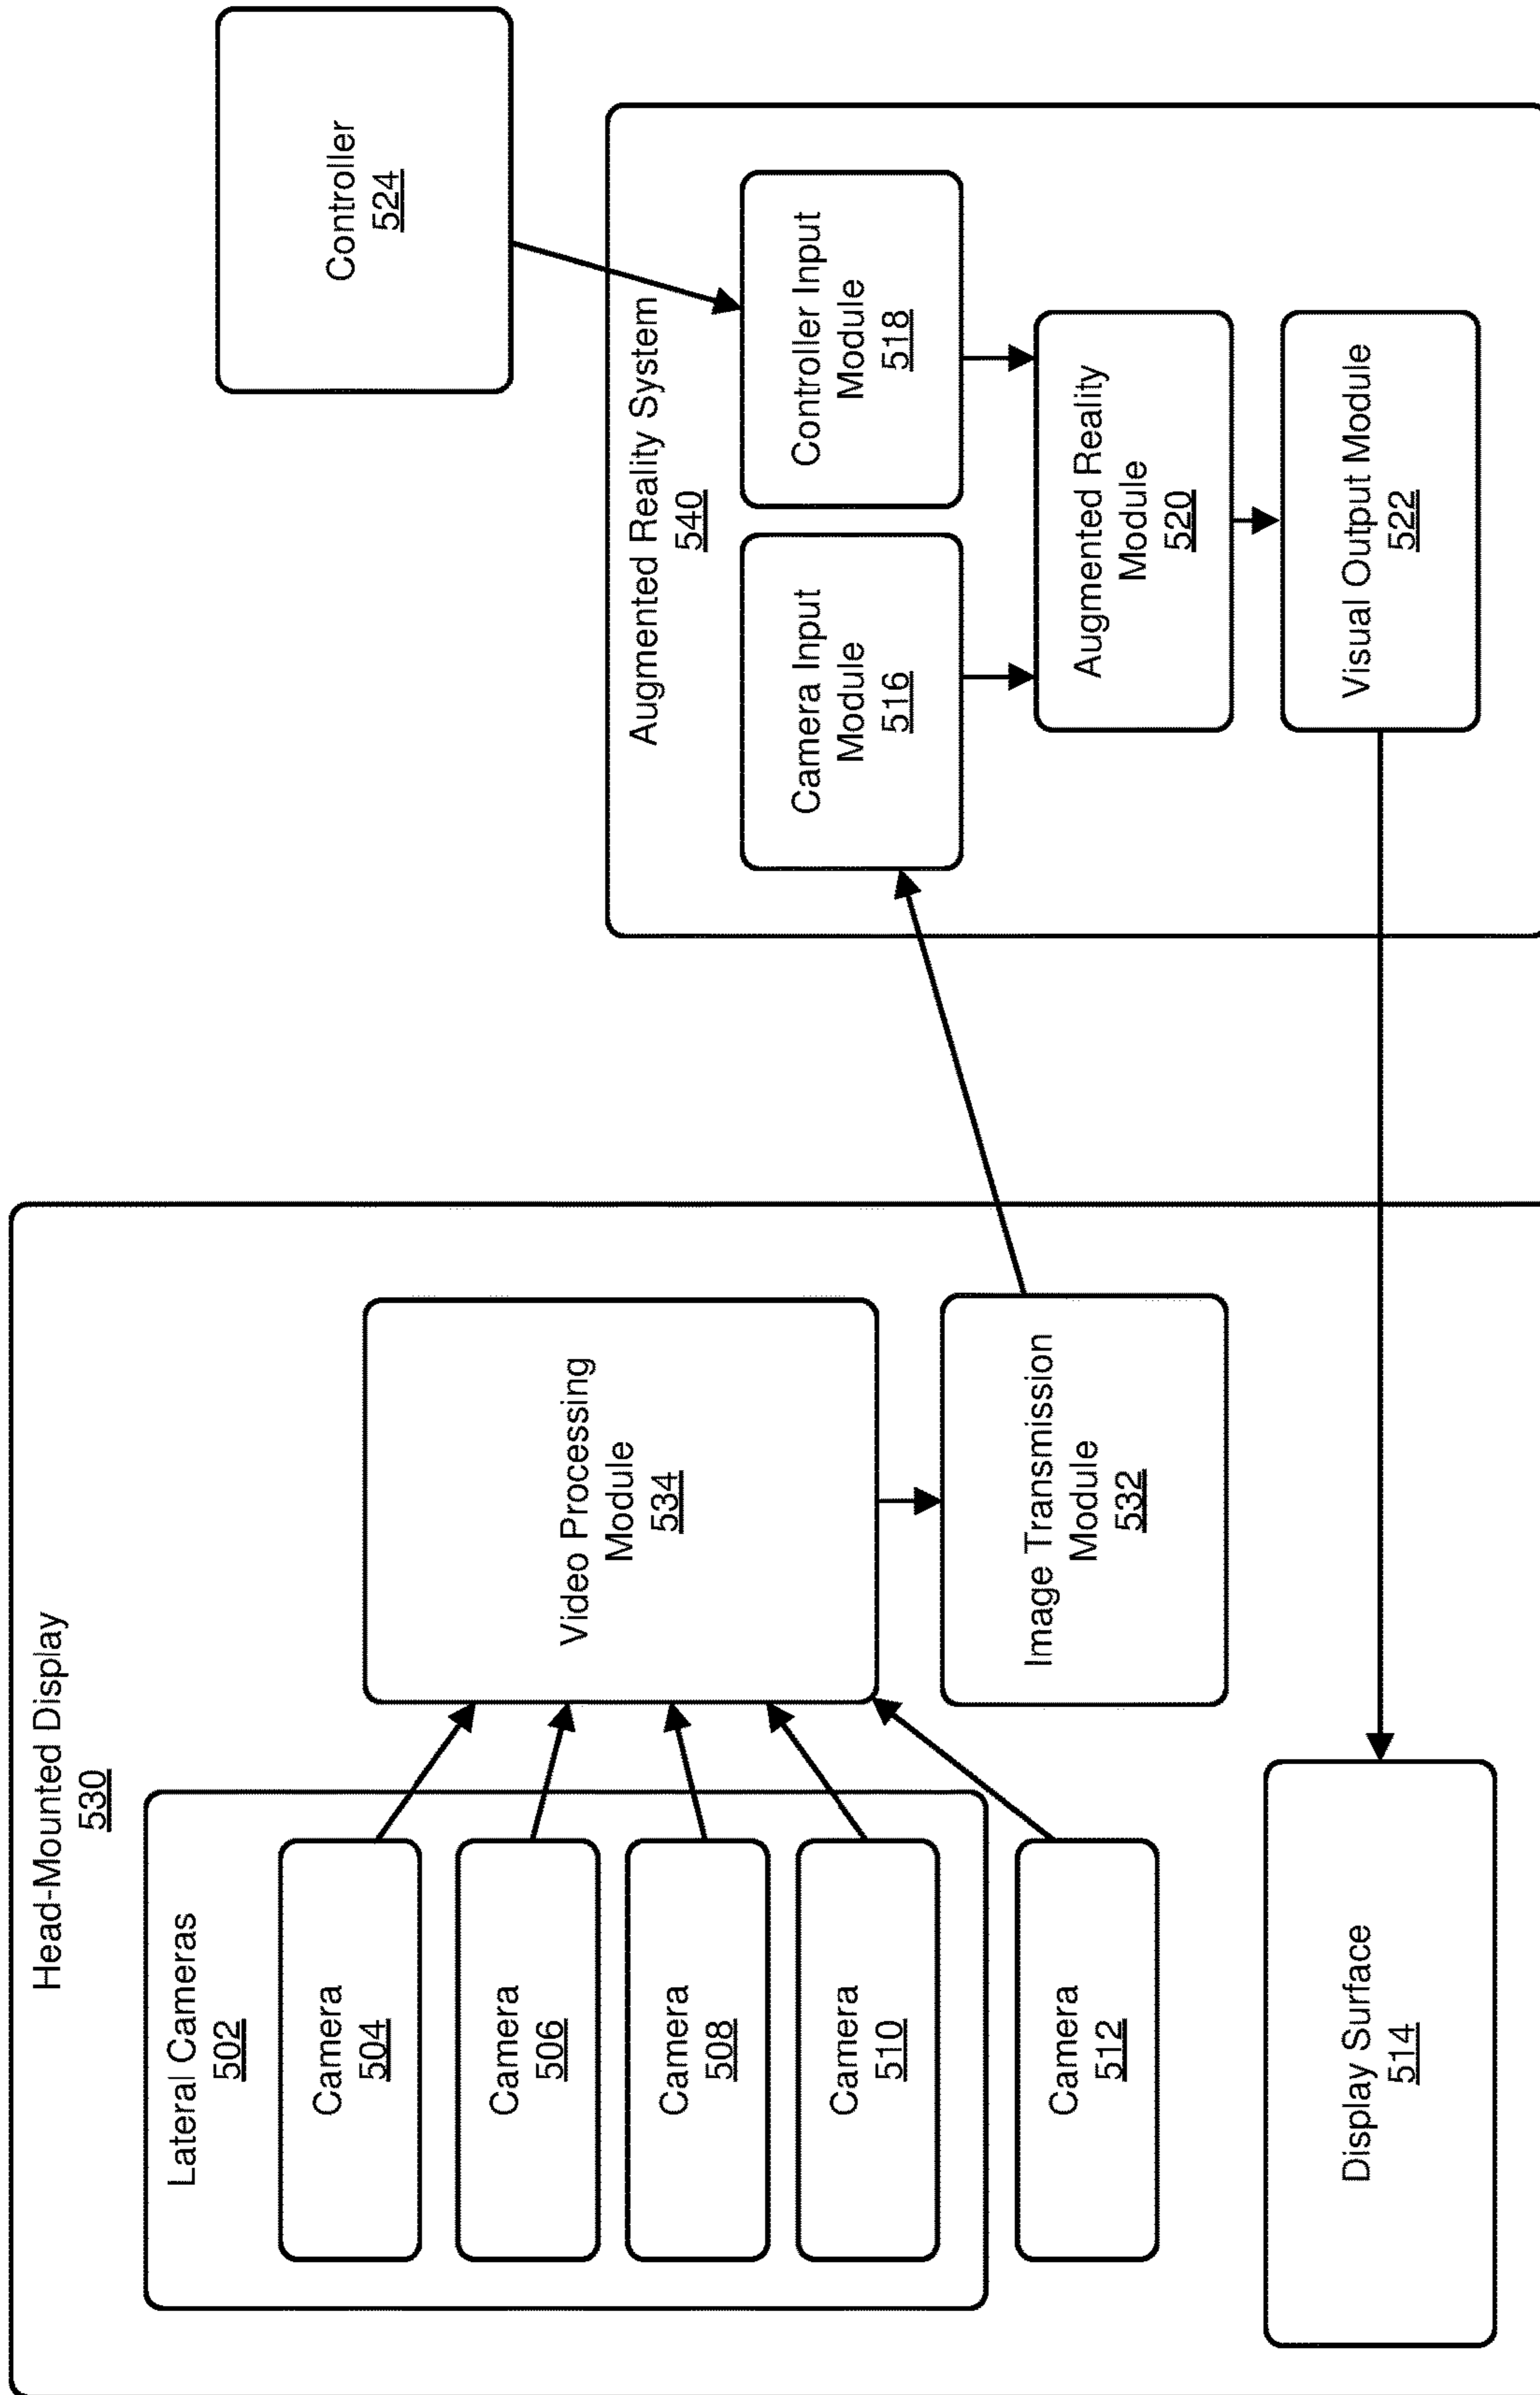 Head-Mounted Display
530
Lateral Cameras
502
Camera
504
Camera
506
Camera
508
Camera
510
Camera
512
Video Processing
Module
534
Image Transmission
Module
532
Display Surface
514
Controller
524
Augmented Reality System
540
Camera Input
Module
516
Controller Input
Module
518
Augmented Reality
Module
520
Visual Output Module
522